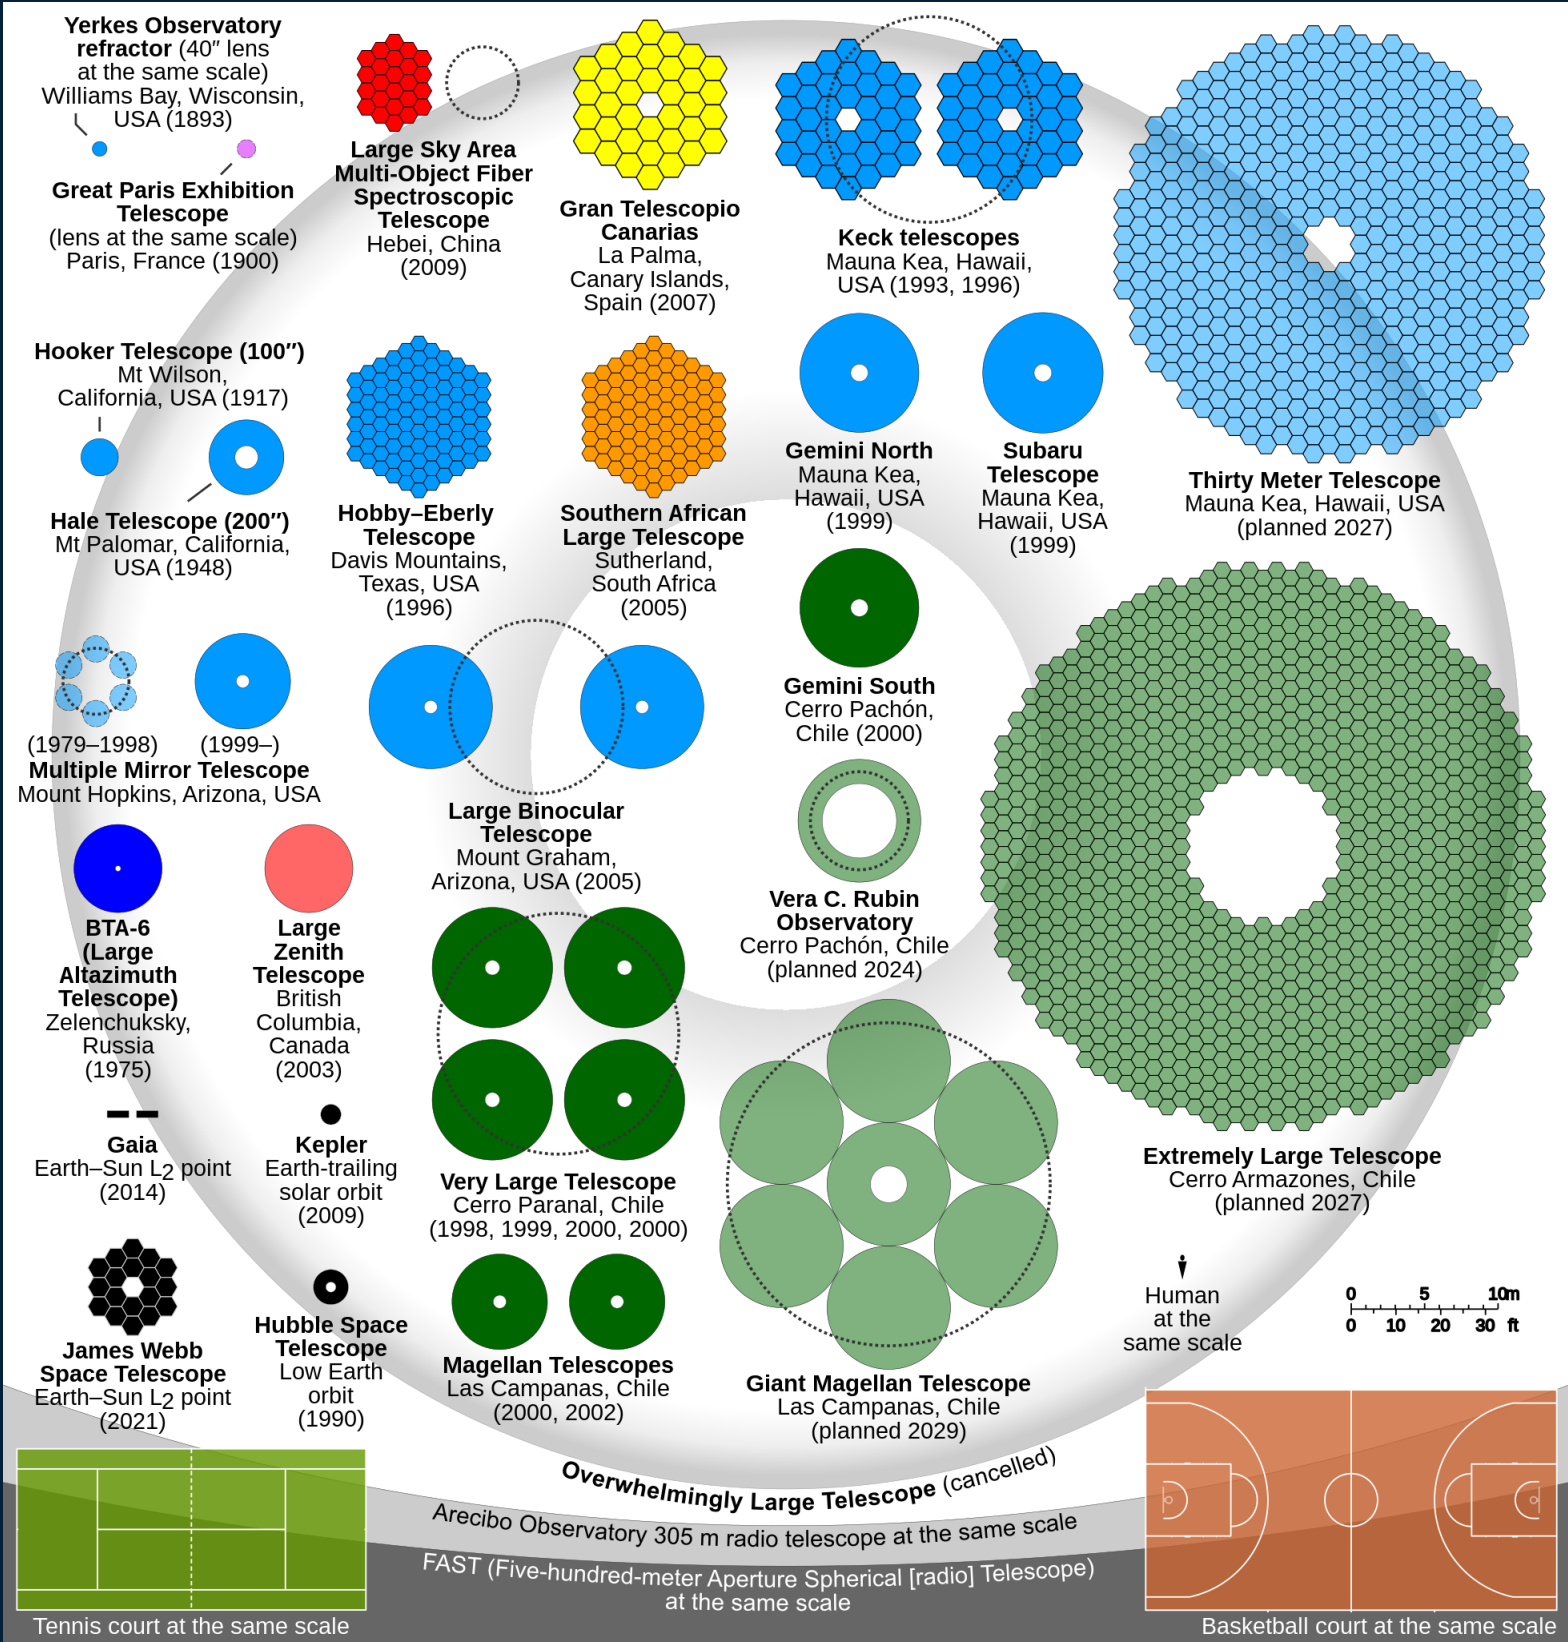 Yerkes Observatory
refractor (40″ lens
at the same scale)
Williams Bay, Wisconsin,
USA (1893)
Great Paris Exhibition
Telescope
(lens at the same scale)
Paris, France (1900)
Large Sky Area
Multi-Object Fiber
Spectroscopic
Telescope
Hebei, China
(2009)
Gran Telescopio
Canarias
La Palma,
Canary Islands,
Spain (2007)
Keck telescopes
Mauna Kea, Hawaii,
USA (1993, 1996)
Thirty Meter Telescope
Mauna Kea, Hawaii, USA
(planned 2027)
Hooker Telescope (100″)
Mt Wilson,
California, USA (1917)
Hale Telescope (200″)
Mt Palomar, California,
USA (1948)
Hobby–Eberly
Telescope
Davis Mountains,
Texas, USA
(1996)
Southern African
Large Telescope
Sutherland,
South Africa
(2005)
Gemini North
Mauna Kea,
Hawaii, USA
(1999)
Subaru
Telescope
Mauna Kea,
Hawaii, USA
(1999)
Gemini South
Cerro Pachón,
Chile (2000)
(1979–1998) (1999–)
Multiple Mirror Telescope
Mount Hopkins, Arizona, USA
Large Binocular
Telescope
Mount Graham,
Arizona, USA (2005)
Vera C. Rubin
Observatory
Cerro Pachón, Chile
(planned 2024)
BTA-6
(Large
Altazimuth
Telescope)
Zelenchuksky,
Russia
(1975)
Large
Zenith
Telescope
British
Columbia,
Canada
(2003)
Very Large Telescope
Cerro Paranal, Chile
(1998, 1999, 2000, 2000)
Extremely Large Telescope
Cerro Armazones, Chile
(planned 2027)
Gaia
Earth–Sun L2 point
(2014)
Kepler
Earth-trailing
solar orbit
(2009)
James Webb
Space Telescope
Earth–Sun L2 point
(2021)
Hubble Space
Telescope
Low Earth
orbit
(1990)
Magellan Telescopes
Las Campanas, Chile
(2000, 2002)
Giant Magellan Telescope
Las Campanas, Chile
(planned 2029)
Human
at the
same scale
0 5 10m
0 10 20 30 ft
Overwhelmingly Large Telescope (cancelled)
Arecibo Observatory 305 m radio telescope at the same scale
FAST (Five-hundred-meter Aperture Spherical [radio] Telescope)
at the same scale
Tennis court at the same scale
Basketball court at the same scale